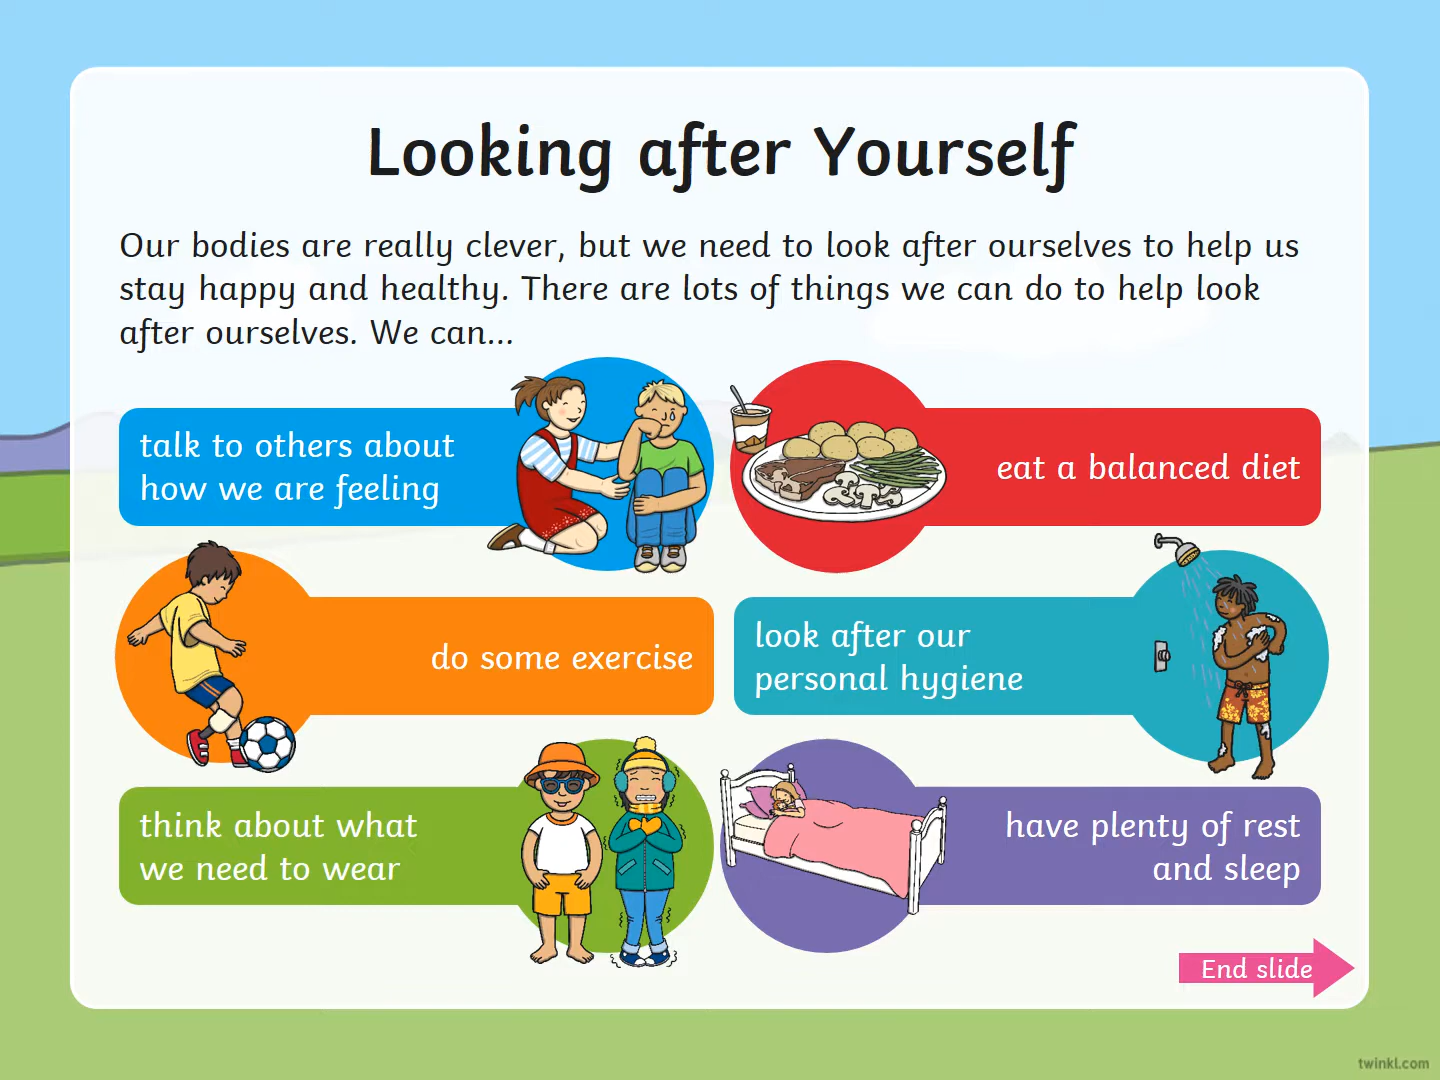 Looking after Yourself
Our bodies are really clever, but we need to look after ourselves to help us
stay happy and healthy. There are lots of things we can do to help look
after ourselves. We can...
talk to others about
how we are feeling
eat a balanced diet
do some exercise
look after our
personal hygiene
think about what
we need to wear
have plenty of rest
and sleep
End slide
twinkl.com